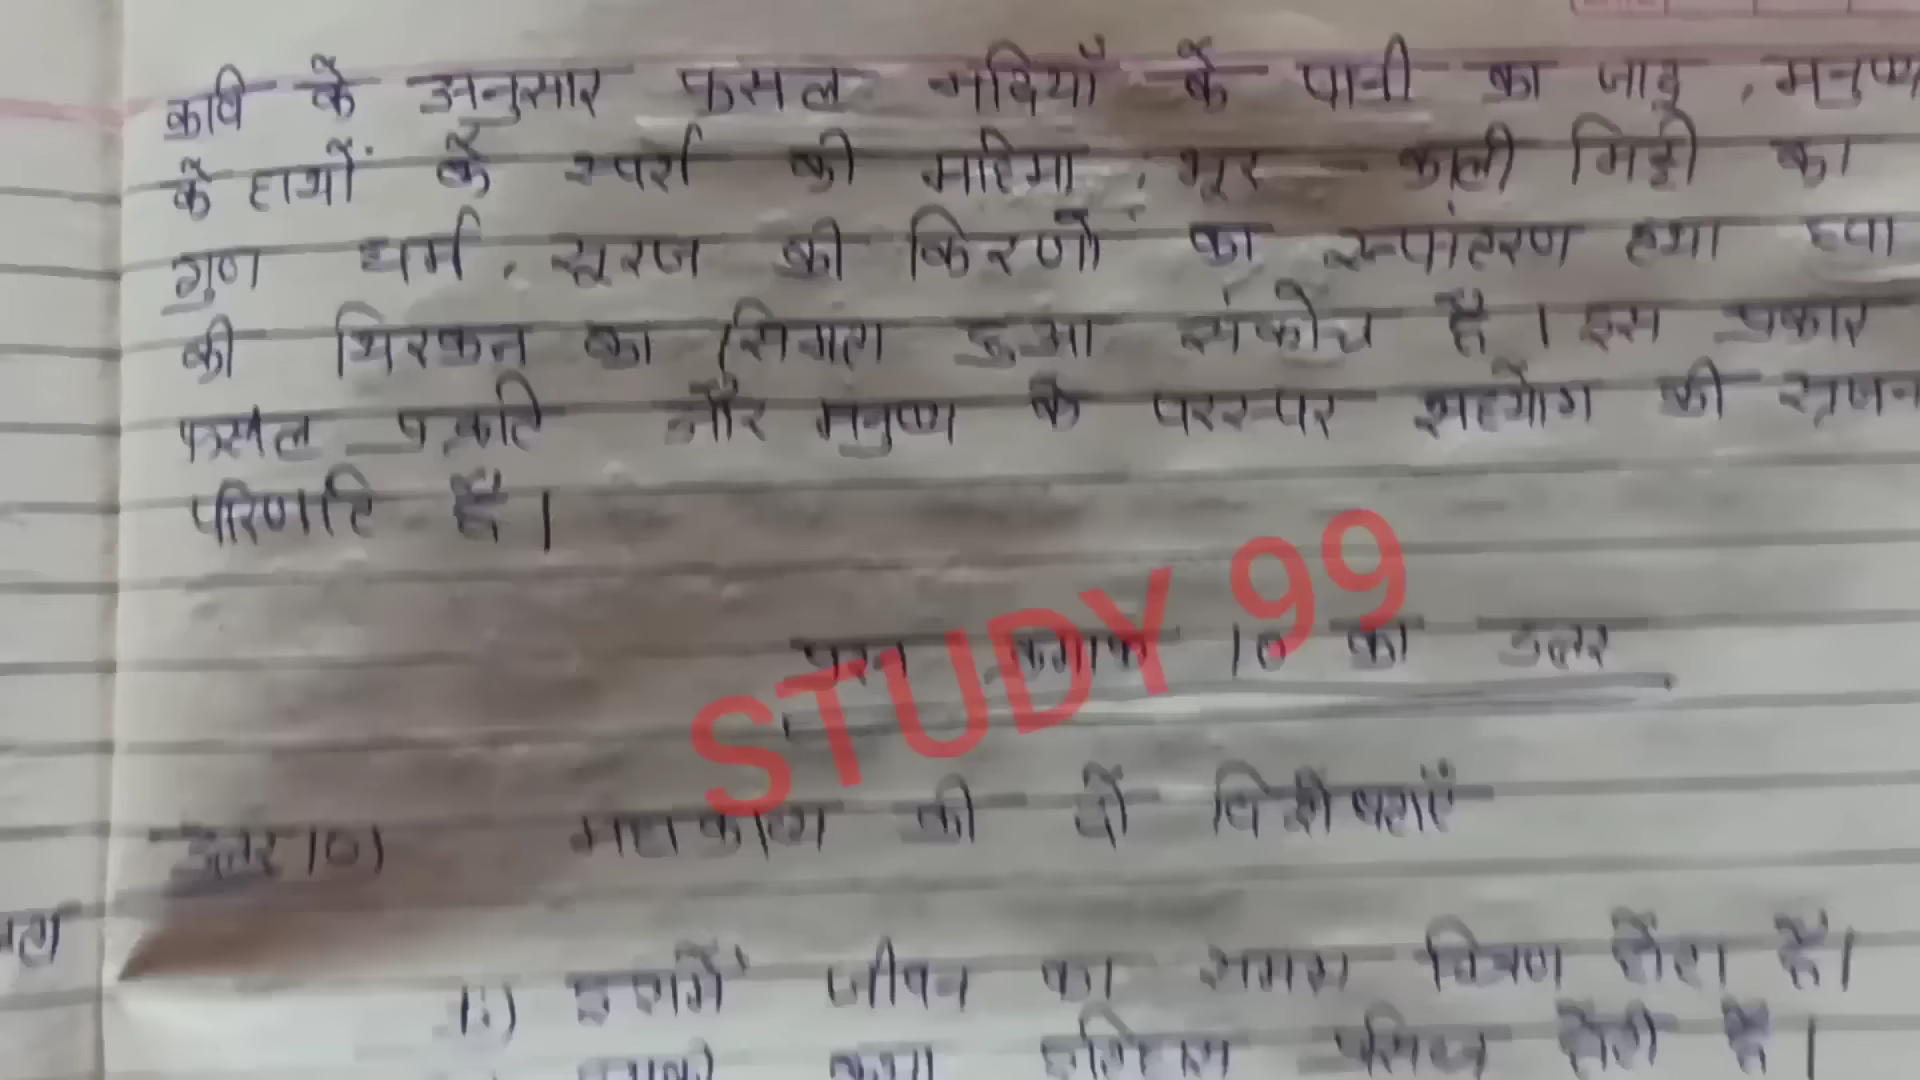 कवि के अनुसार फसल नदियों के पानी का जादू, मनुष्य
के हाथों के स्पर्श की महिमा, भूरी काली मिट्टी का
गुण धर्म, सूरज की किरणों का रूपांतरण तथा हवा
की थिरकन का सिमटा हुआ संकोच है। इस प्रकार
फसल प्रकृति और मनुष्य के परस्पर सहयोग की सृजन
परिणति है।
STUDY 99
प्रश्न क्रमांक 10 का उत्तर
उत्तर 10) महाकाव्य की दो विशेषताएं
(i) इसमें जीवन का समग्र चित्रण होता है।
इसकी कथा इतिहास प्रसिद्ध होती है।